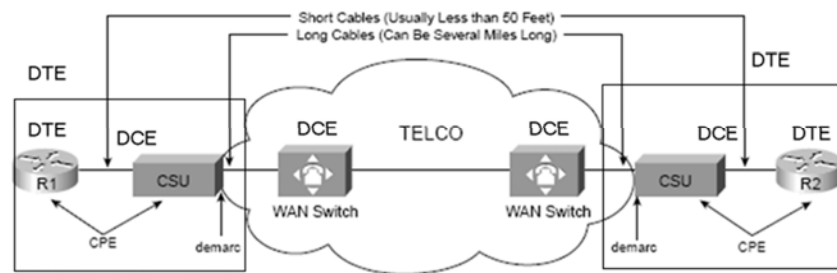 Short Cables (Usually Less than 50 Feet)
Long Cables (Can Be Several Miles Long)
DTE
DTE
DTE
DCE
DCE
TELCO
DCE
DCE
DTE
R1
CSU
CSU
R2
WAN Switch
WAN Switch
CPE
demarc
demarc
CPE